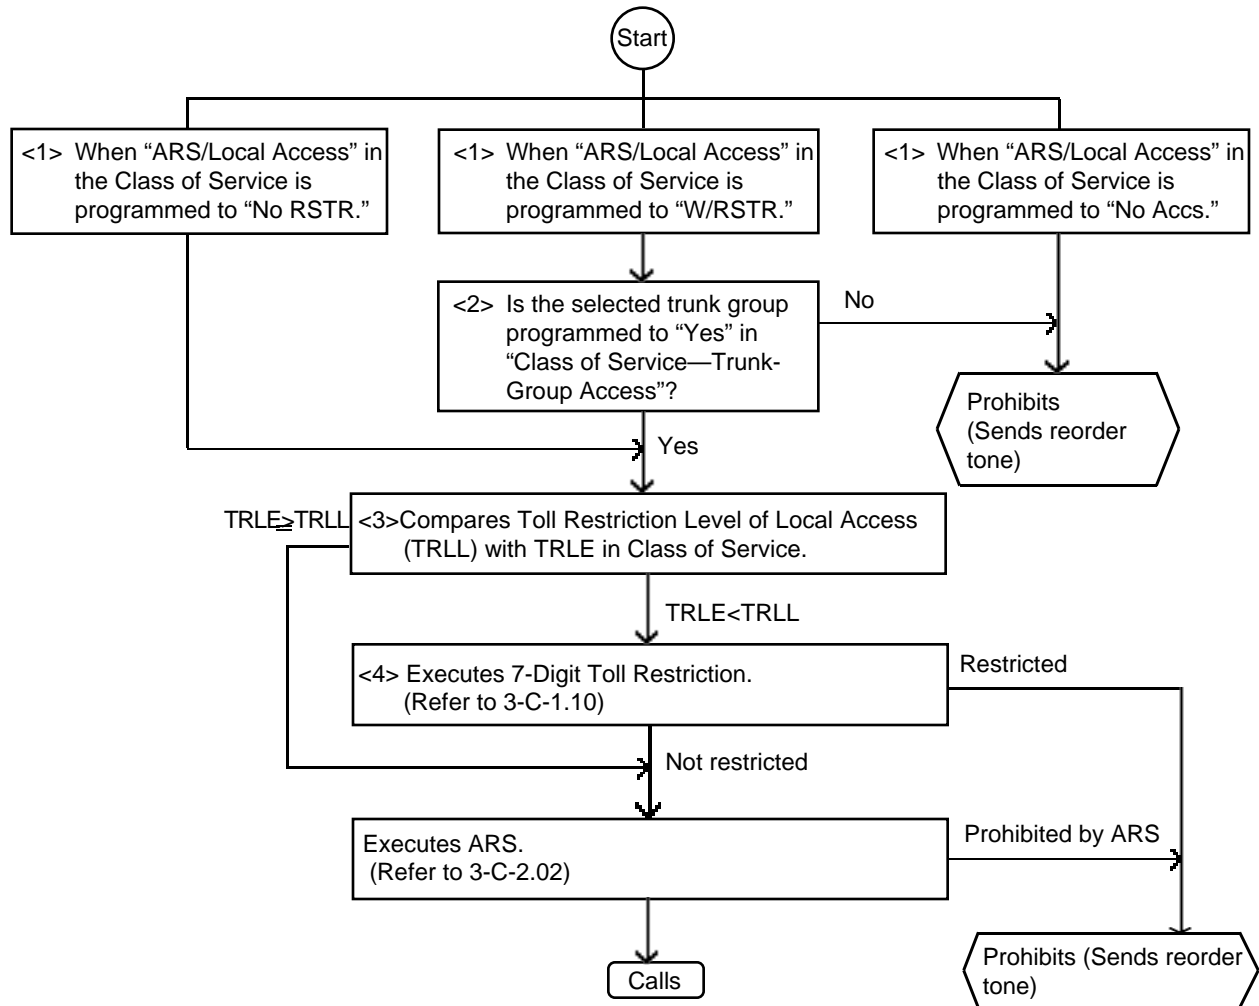 Start
<1> When “ARS/Local Access” in
the Class of Service is
programmed to “No RSTR.”
<1> When “ARS/Local Access” in
the Class of Service is
programmed to “W/RSTR.”
<1> When “ARS/Local Access” in
the Class of Service is
programmed to “No Accs.”
<2> Is the selected trunk group
programmed to “Yes” in
“Class of Service—Trunk-
Group Access”?
No
Prohibits
(Sends reorder
tone)
Yes
TRLE≧TRLL
<3>Compares Toll Restriction Level of Local Access
(TRLL) with TRLE in Class of Service.
TRLE<TRLL
<4> Executes 7-Digit Toll Restriction.
(Refer to 3-C-1.10)
Restricted
Not restricted
Executes ARS.
(Refer to 3-C-2.02)
Prohibited by ARS
Calls
Prohibits (Sends reorder
tone)